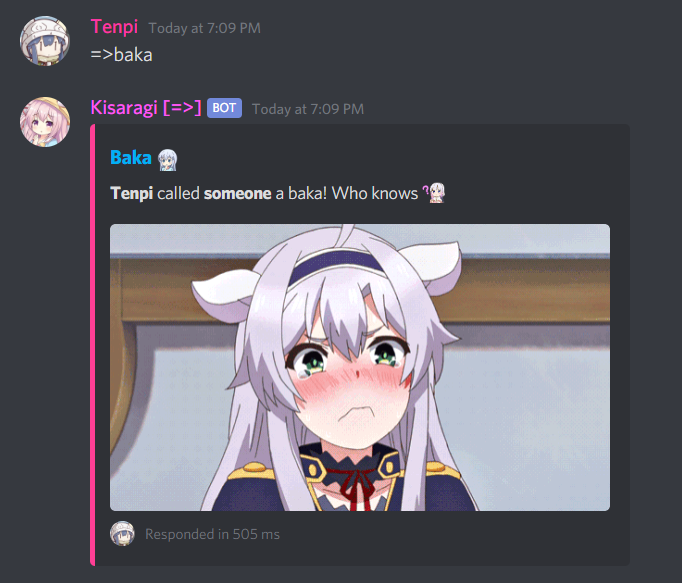 Tenpi Today at 7:09 PM
=>baka
Kisaragi [=>] BOT Today at 7:09 PM
Baka
Tenpi called someone a baka! Who knows
Responded in 505 ms